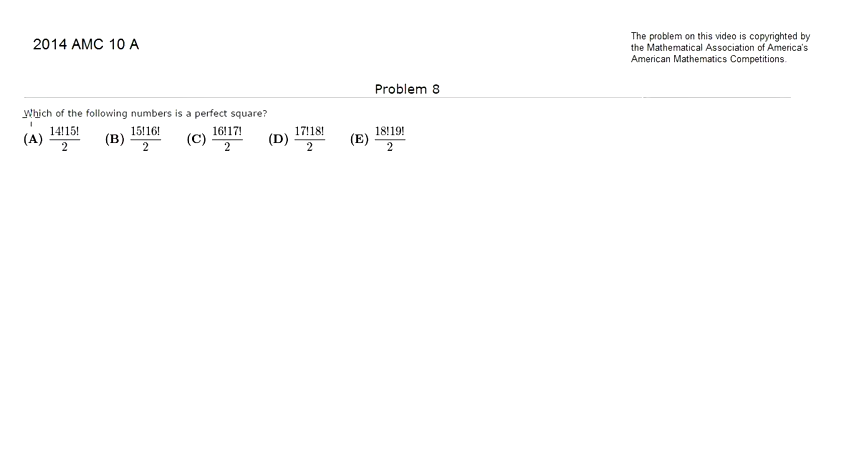 2014 AMC 10 A
The problem on this video is copyrighted by
the Mathematical Association of America's
American Mathematics Competitions.
Problem 8
Which of the following numbers is a perfect square?
(A) 14!15!/2 (B) 15!16!/2 (C) 16!17!/2 (D) 17!18!/2 (E) 18!19!/2